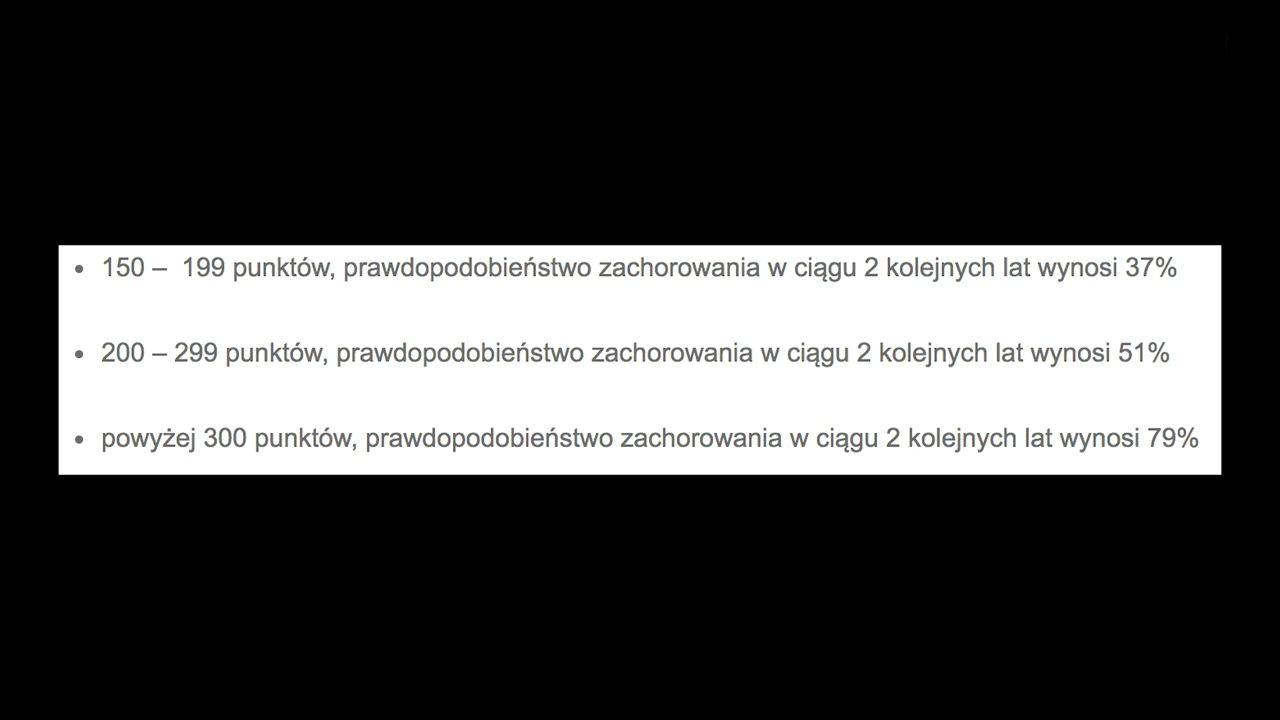 • 150 –  199 punktów, prawdopodobieństwo zachorowania w ciągu 2 kolejnych lat wynosi 37%
• 200 – 299 punktów, prawdopodobieństwo zachorowania w ciągu 2 kolejnych lat wynosi 51%
• powyżej 300 punktów, prawdopodobieństwo zachorowania w ciągu 2 kolejnych lat wynosi 79%